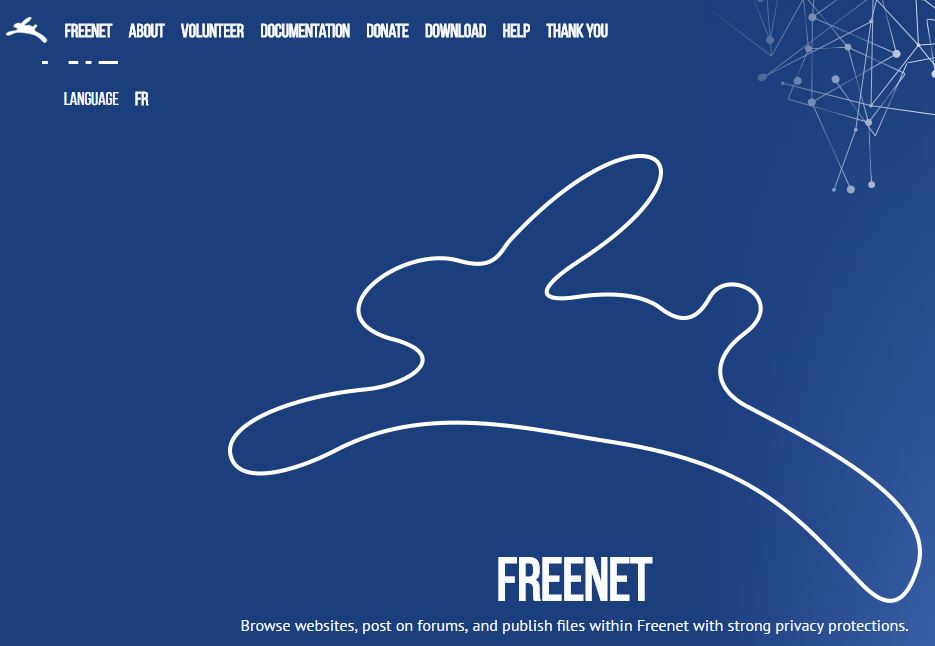 FREENET ABOUT VOLUNTEER DOCUMENTATION DONATE DOWNLOAD HELP THANK YOU
LANGUAGE FR
FREENET
Browse websites, post on forums, and publish files within Freenet with strong privacy protections.